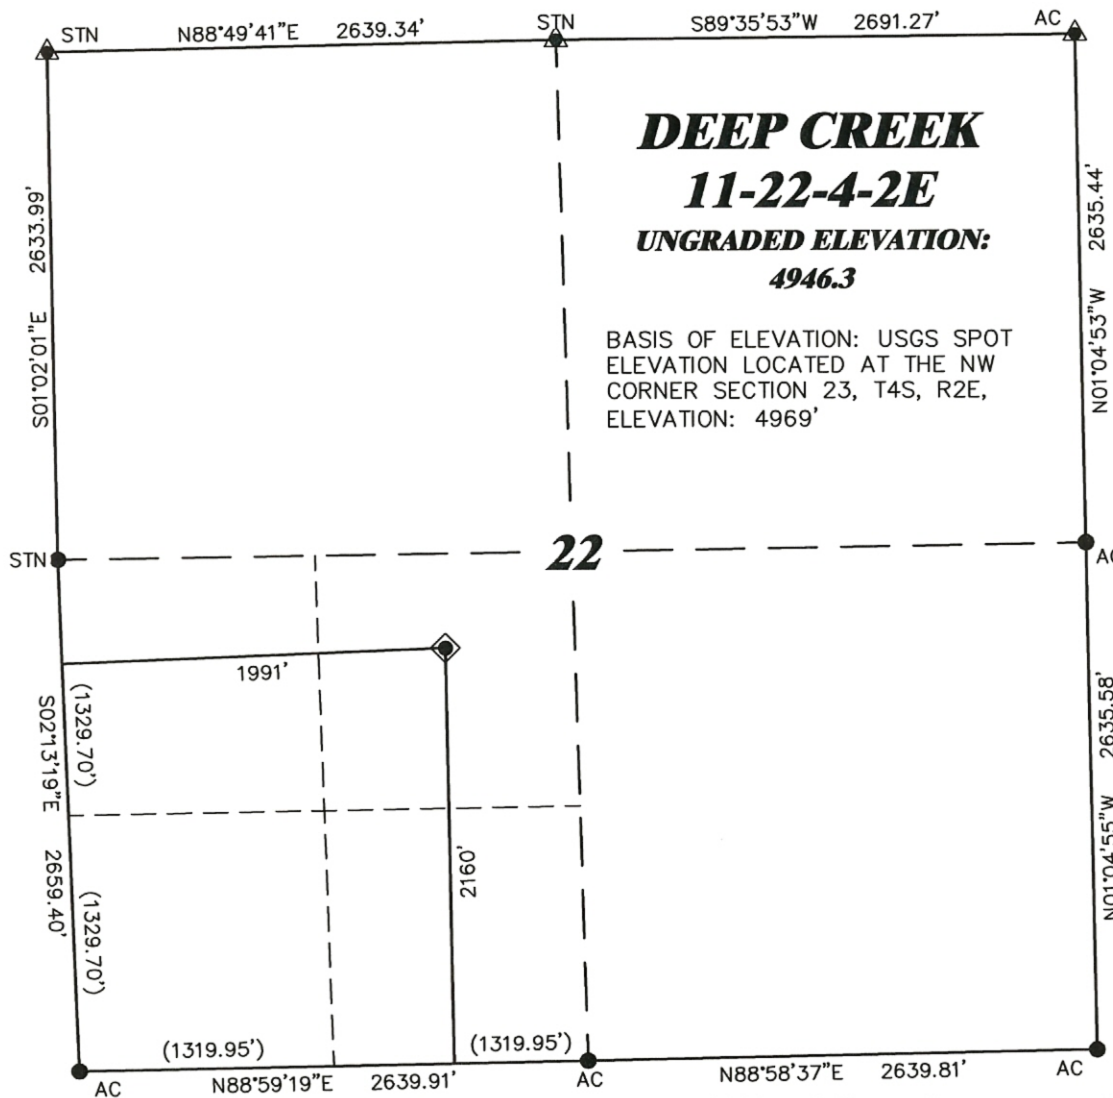 STN N88°49'41"E 2639.34' STN S89°35'53"W 2691.27' AC
DEEP CREEK
11-22-4-2E
UNGRADED ELEVATION:
4946.3
BASIS OF ELEVATION: USGS SPOT
ELEVATION LOCATED AT THE NW
CORNER SECTION 23, T4S, R2E,
ELEVATION: 4969'
S01°02'01"E 2633.99'
N01°04'53"W 2635.44'
STN
22
AC
1991'
(1329.70')
S02°13'19"E 2659.40'
(1329.70')
2160'
N01°04'55"W 2635.58'
(1319.95') (1319.95')
AC N88°59'19"E 2639.91' AC N88°58'37"E 2639.81' AC